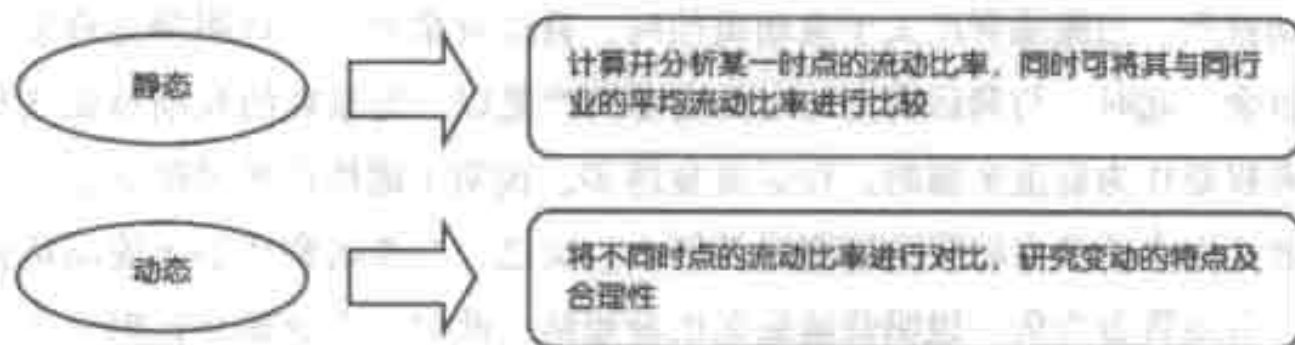 静态
计算并分析某一时点的流动比率，同时可将其与同行
业的平均流动比率进行比较
动态
将不同时点的流动比率进行对比，研究变动的特点及
合理性